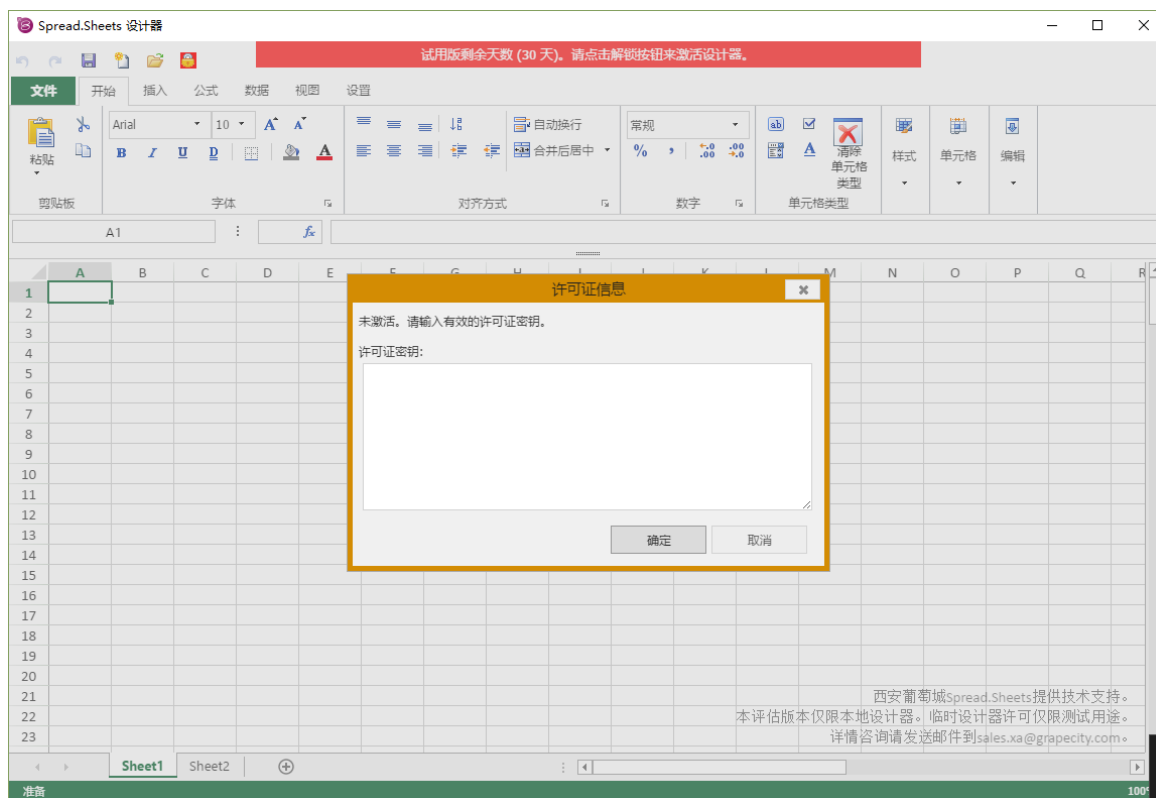 Spread.Sheets 设计器
试用版剩余天数 (30 天)。请点击解锁按钮来激活设计器。
文件 开始 插入 公式 数据 视图 设置
粘贴
剪贴板
Arial 10
B I U D A
字体
自动换行
合并后居中
对齐方式
常规
% , .00 .00
数字
ab
清除
单元格
类型
单元格类型
样式
单元格
编辑
A1 fx
A B C D E F G H I J K L M N O P Q R
许可证信息
未激活。请输入有效的许可证密钥。
许可证密钥:
确定 取消
1
2
3
4
5
6
7
8
9
10
11
12
13
14
15
16
17
18
19
20
21
22
23
西安葡萄城Spread.Sheets提供技术支持。
本评估版本仅限本地设计器。临时设计器许可仅限测试用途。
详情咨询请发送邮件到sales.xa@grapecity.com。
Sheet1 Sheet2
准备 100%